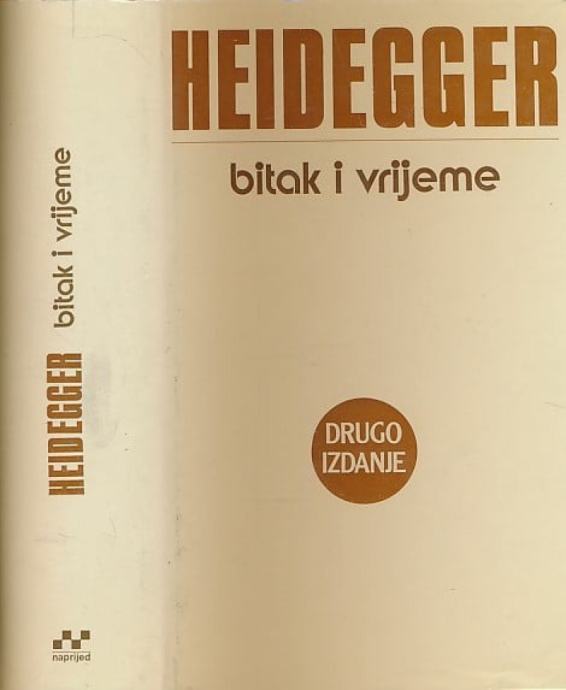 HEIDEGGER
bitak i vrijeme
DRUGO
IZDANJE
HEIDEGGER bitak i vrijeme
naprijed